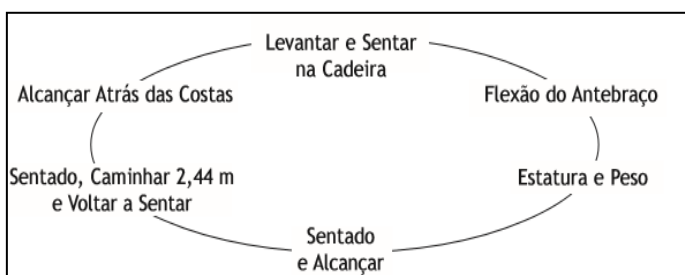 Levantar e Sentar
na Cadeira
Alcançar Atrás das Costas
Flexão do Antebraço
Sentado, Caminhar 2,44 m
e Voltar a Sentar
Estatura e Peso
Sentado
e Alcançar